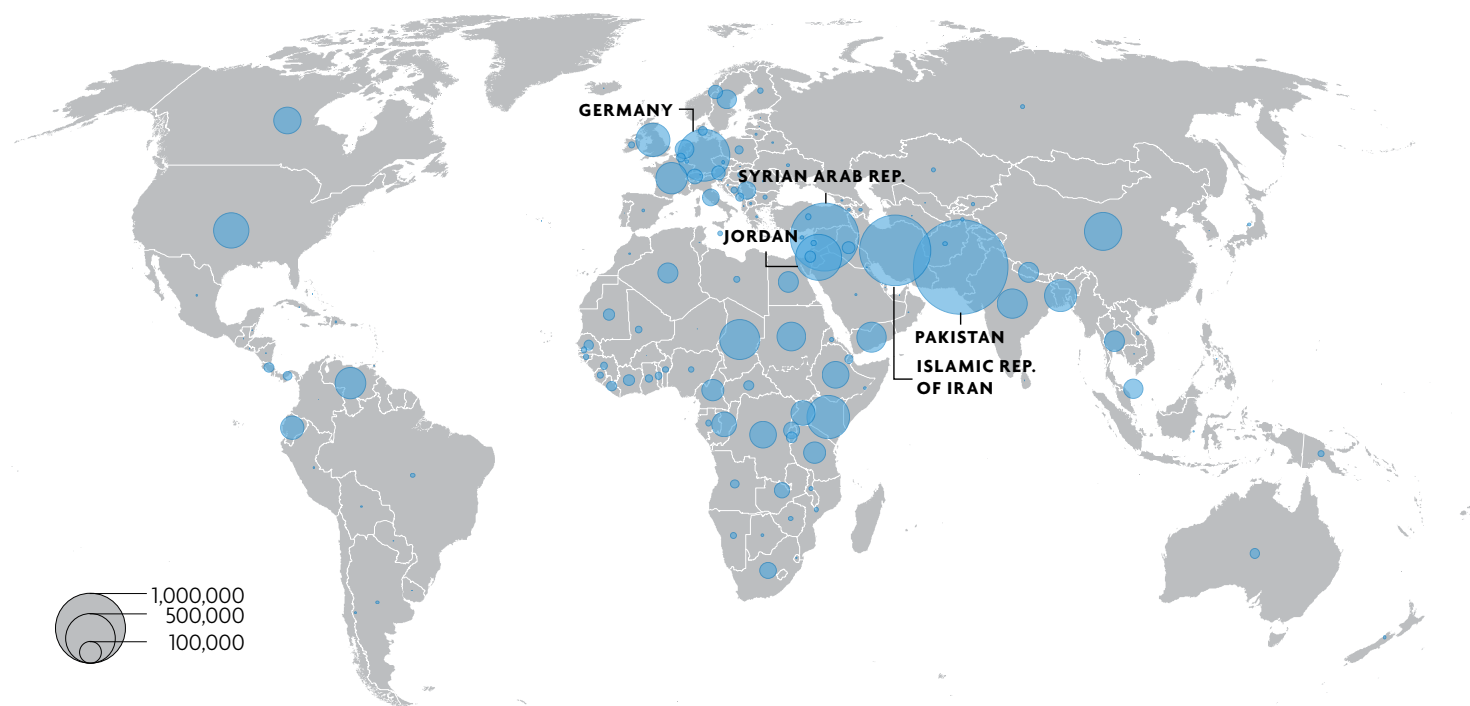 GERMANY
SYRIAN ARAB REP.
JORDAN
PAKISTAN
ISLAMIC REP.
OF IRAN
1,000,000
500,000
100,000